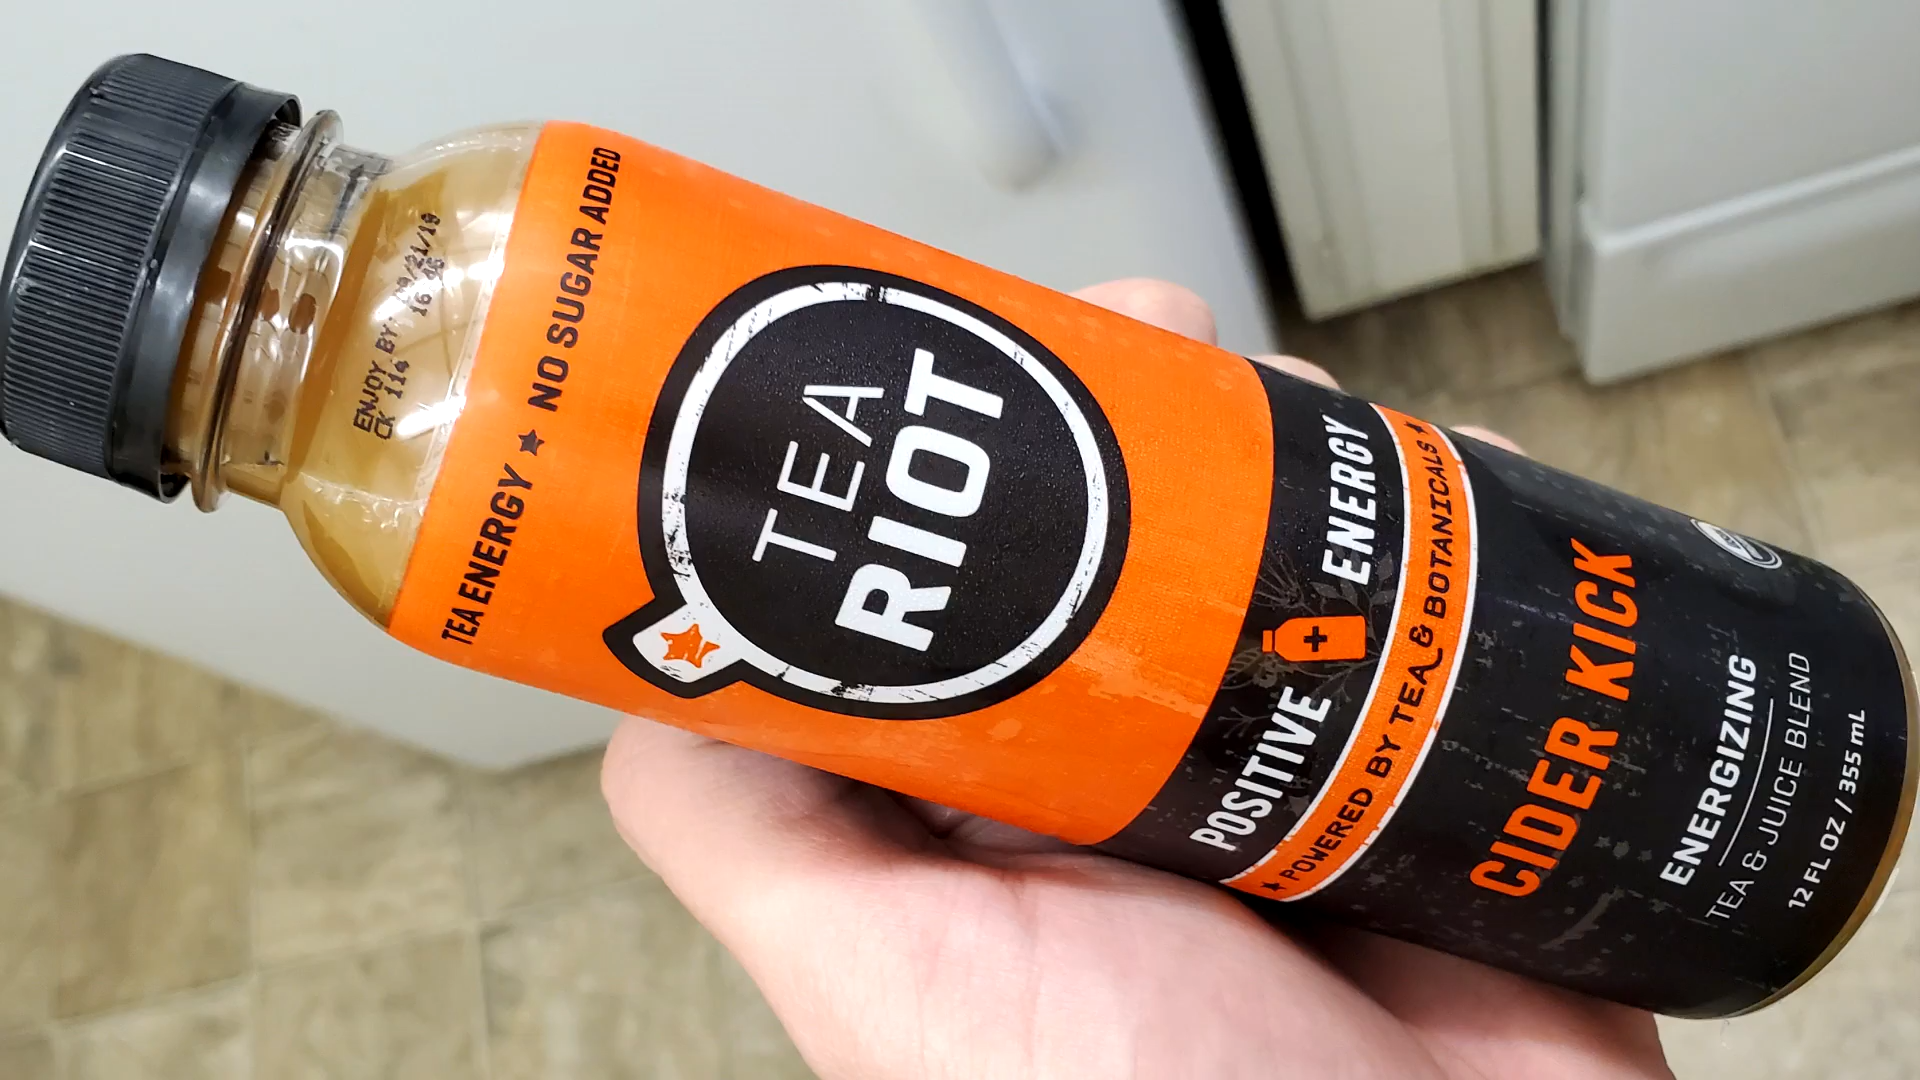 ENJOY BY:
CK 114 16
TEA ENERGY ★ NO SUGAR ADDED
TEA
RIOT
POSITIVE ENERGY
★ POWERED BY TEA & BOTANICALS ★
CIDER KICK
ENERGIZING
TEA & JUICE BLEND
12 FL OZ / 355 mL